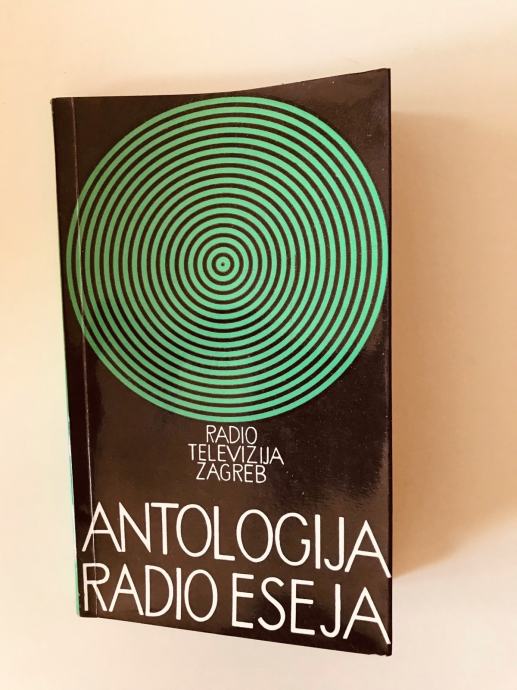 RADIO
TELEVIZIJA
ZAGREB
ANTOLOGIJA
RADIO ESEJA